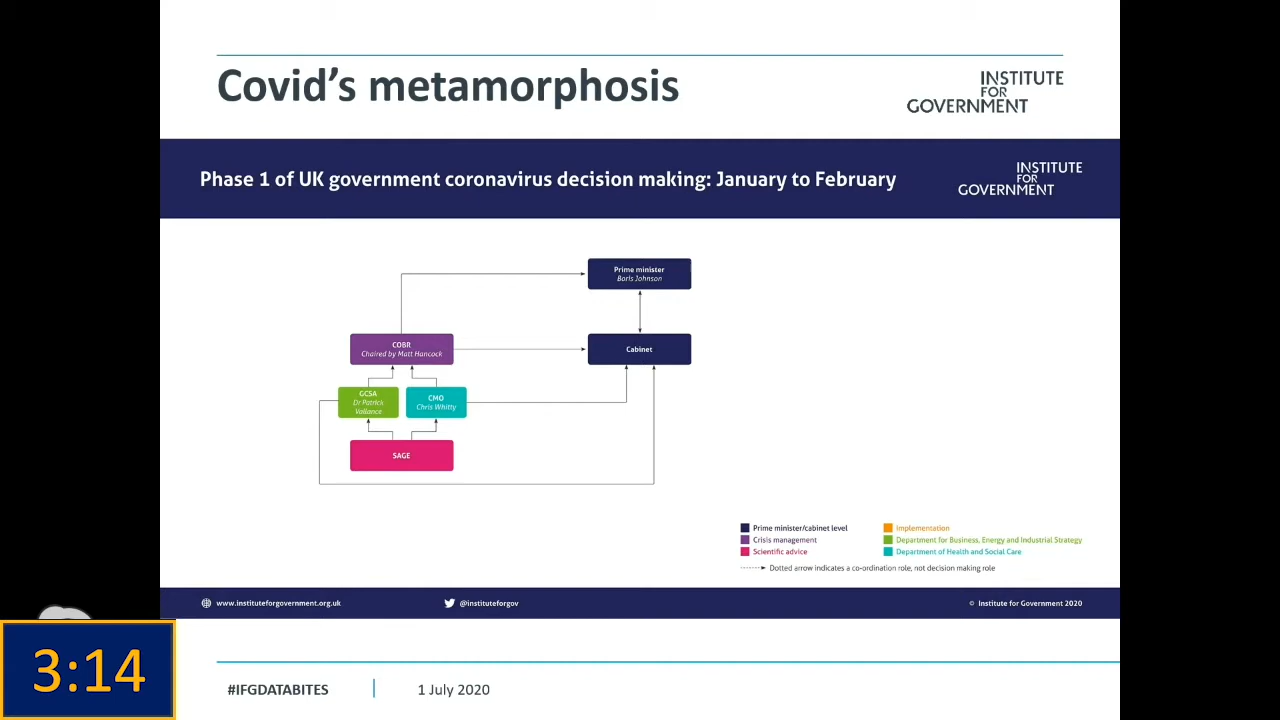 Covid's metamorphosis
INSTITUTE
FOR
GOVERNMENT
Phase 1 of UK government coronavirus decision making: January to February
INSTITUTE
FOR
GOVERNMENT
Prime minister
Boris Johnson
COBR
Chaired by Matt Hancock
Cabinet
GCSA
Dr Patrick
Vallance
CMO
Chris Whitty
SAGE
Prime minister/cabinet level
Crisis management
Scientific advice
Implementation
Department for Business, Energy and Industrial Strategy
Department of Health and Social Care
Dotted arrow indicates a co-ordination role, not decision making role
www.instituteforgovernment.org.uk
@instituteforgov
© Institute for Government 2020
3:14
#IFGDATABITES
1 July 2020